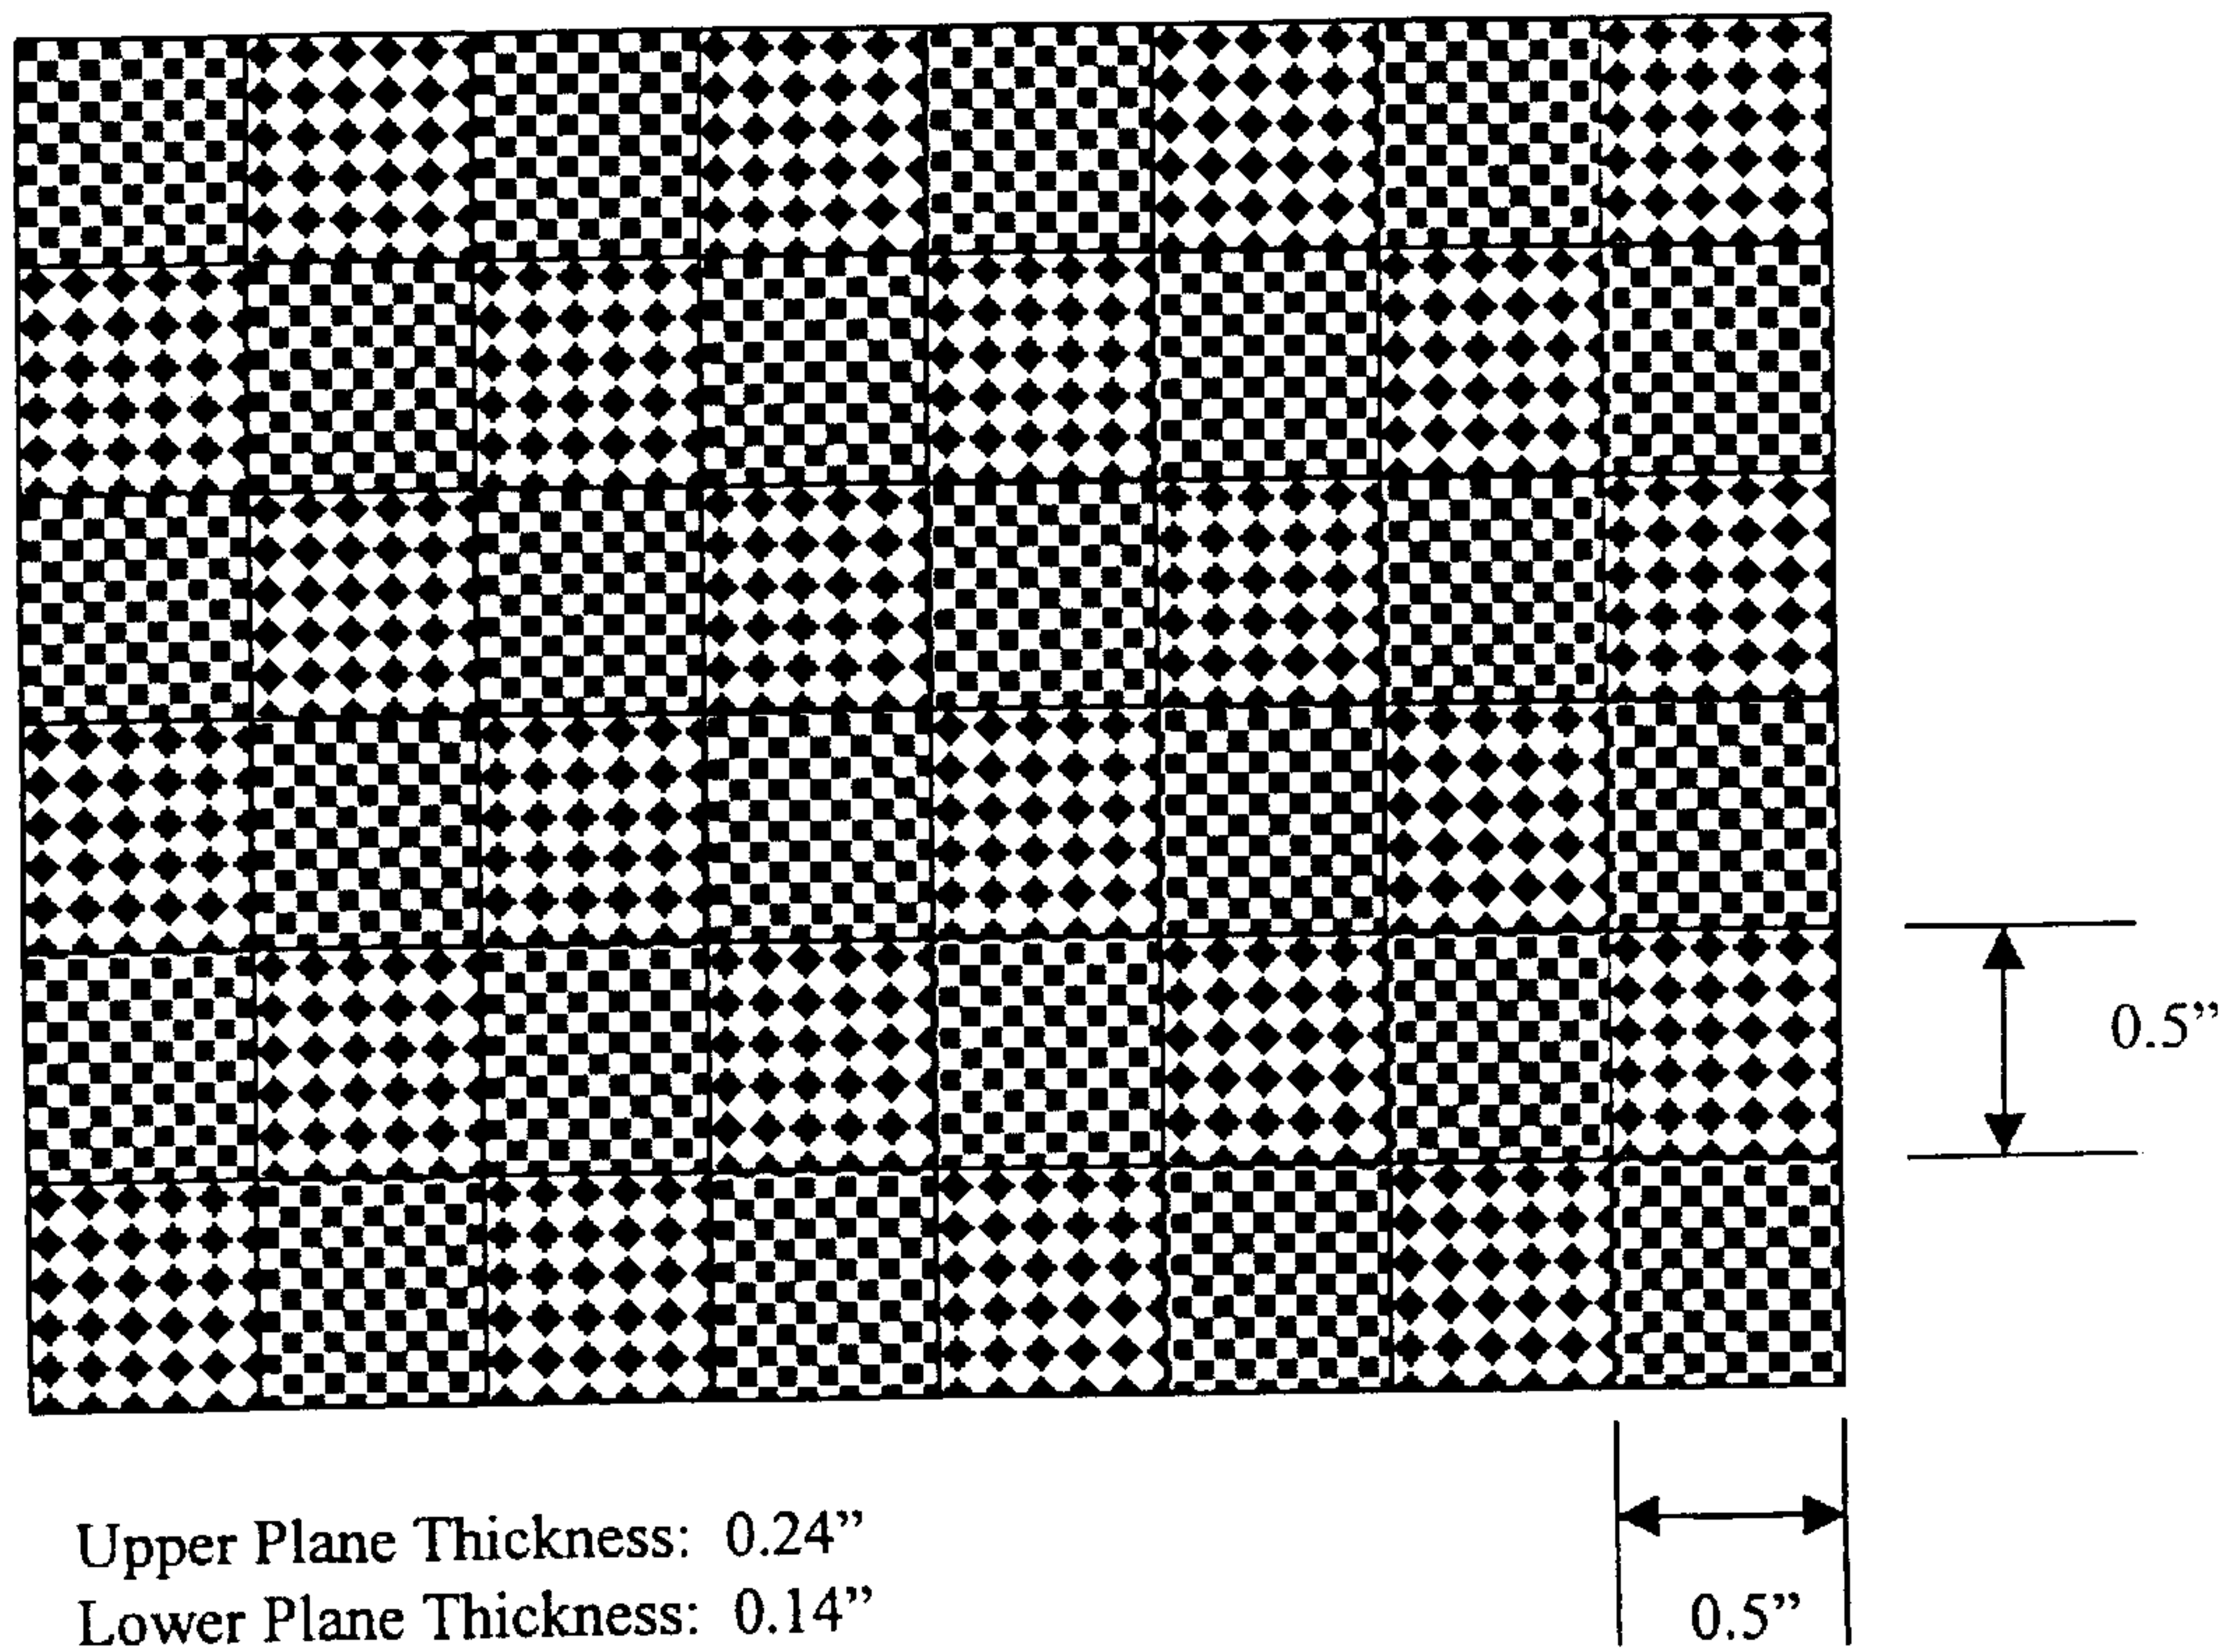 0.5”
Upper Plane Thickness: 0.24”
Lower Plane Thickness: 0.14”
0.5”